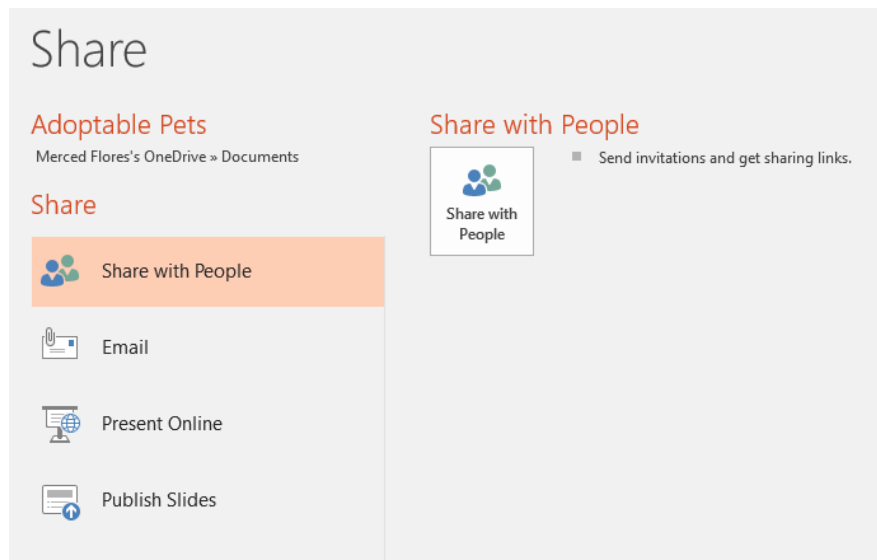 Share
Adoptable Pets
Merced Flores's OneDrive » Documents
Share
Share with People
Email
Present Online
Publish Slides
Share with People
Share with
People
Send invitations and get sharing links.